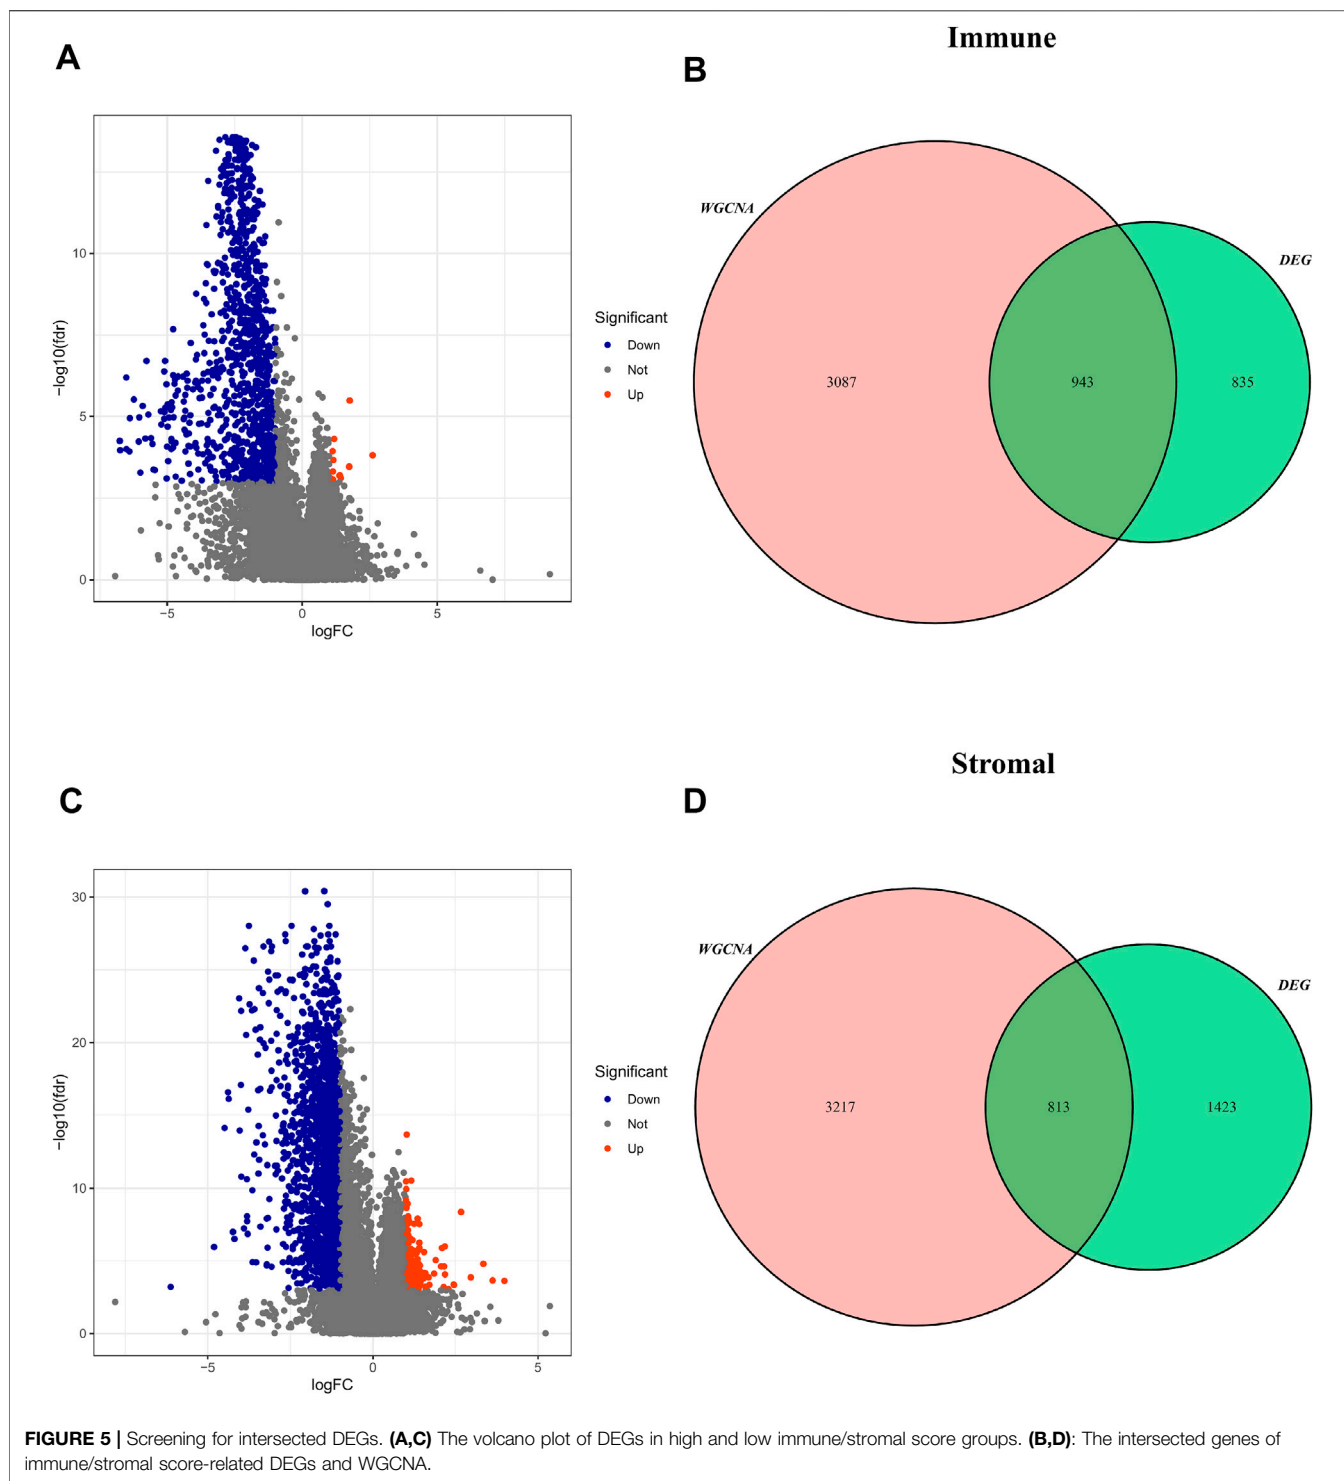 A
10
5
0
−5
0
5
−log10(fdr)
logFC
Significant
Down
Not
Up
Immune
B
WGCNA
DEG
3087
943
835
C
30
20
10
0
−5
0
5
−log10(fdr)
logFC
Significant
Down
Not
Up
Stromal
D
WGCNA
DEG
3217
813
1423
FIGURE 5 | Screening for intersected DEGs. (A,C) The volcano plot of DEGs in high and low immune/stromal score groups. (B,D): The intersected genes of
immune/stromal score-related DEGs and WGCNA.